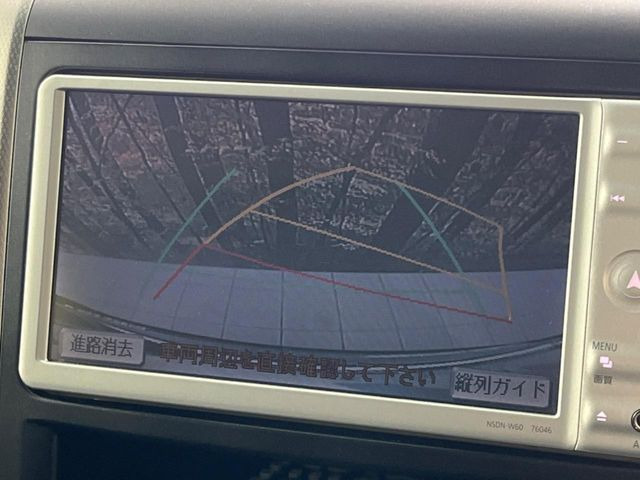 進路消去
車両周辺を直接確認して下さい
縦列ガイド
NSDN-W60 76046
MENU
画質
A